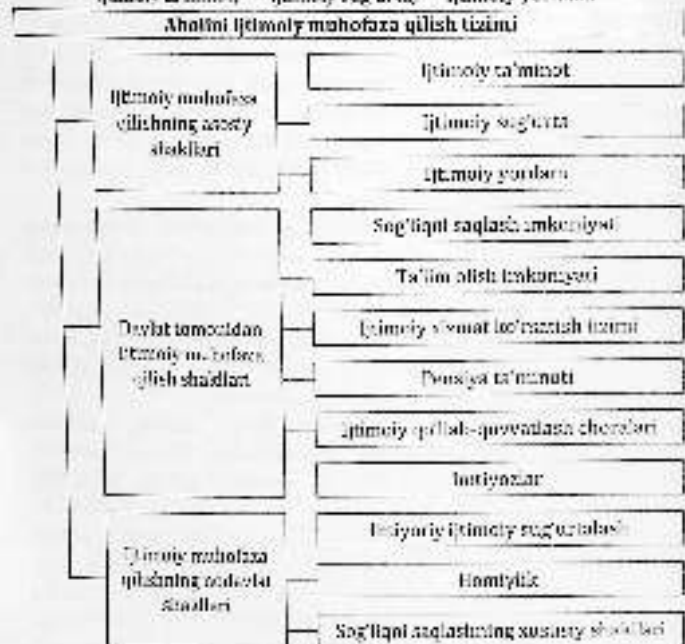 Aholini ijtimoiy muhofaza qilish tizimi
Ijtimoiy muhofaza
qilishning asosiy
shakllari
Ijtimoiy ta'minot
Ijtimoiy sug'urta
Ijtimoiy yordam
Davlat tomonidan
ijtimoiy muhofaza
qilish shakllari
Sog'liqni saqlash imkoniyati
Ta'lim olish imkoniyati
Ijtimoiy xizmat ko'rsatish tizimi
Pensiya ta'minoti
Ijtimoiy qo'llab-quvvatlash choralari
Imtiyozlar
Ijtimoiy muhofaza
qilishning nodavlat
shakllari
Ixtiyoriy ijtimoiy sug'urtalash
Homiylik
Sog'liqni saqlashning xususiy shakllari